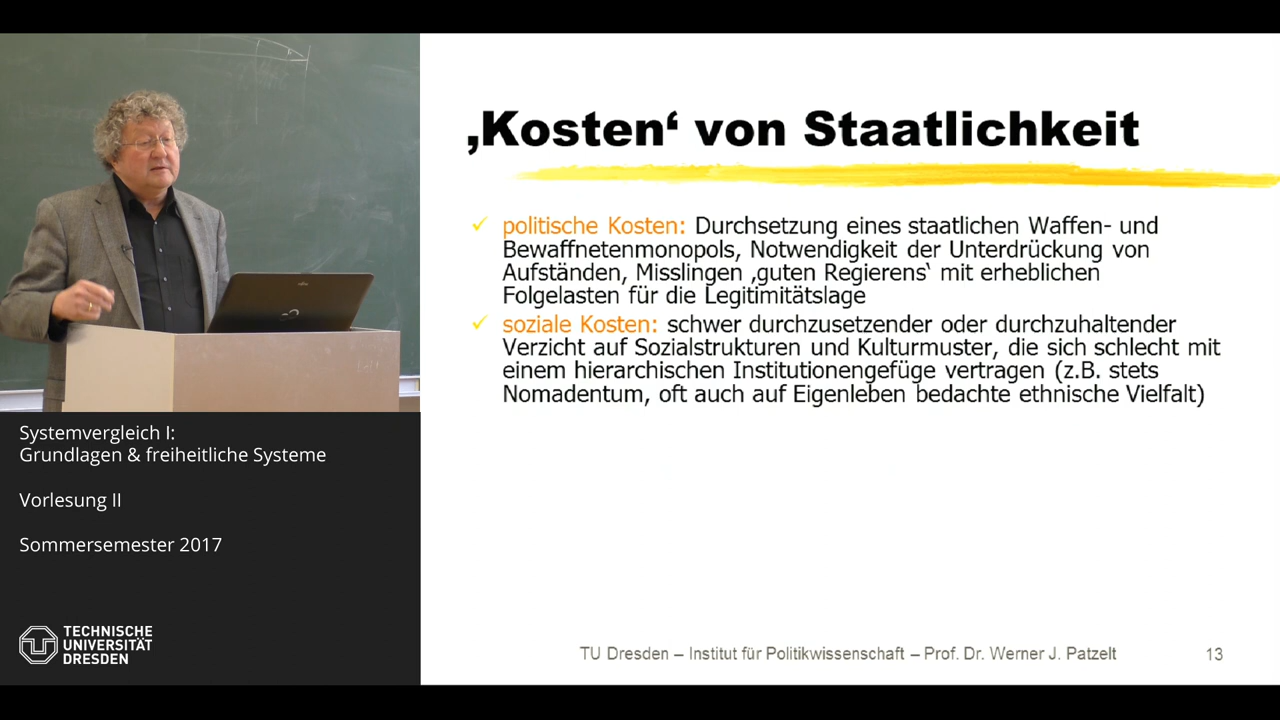 ‚Kosten‘ von Staatlichkeit
politische Kosten: Durchsetzung eines staatlichen Waffen- und
Bewaffnetenmonopols, Notwendigkeit der Unterdrückung von
Aufständen, Misslingen ‚guten Regierens‘ mit erheblichen
Folgelasten für die Legitimitätslage
soziale Kosten: schwer durchzusetzender oder durchzuhaltender
Verzicht auf Sozialstrukturen und Kulturmuster, die sich schlecht mit
einem hierarchischen Institutionengefüge vertragen (z.B. stets
Nomadentum, oft auch auf Eigenleben bedachte ethnische Vielfalt)
Systemvergleich I:
Grundlagen & freiheitliche Systeme
Vorlesung II
Sommersemester 2017
TECHNISCHE
UNIVERSITÄT
DRESDEN
TU Dresden – Institut für Politikwissenschaft – Prof. Dr. Werner J. Patzelt
13